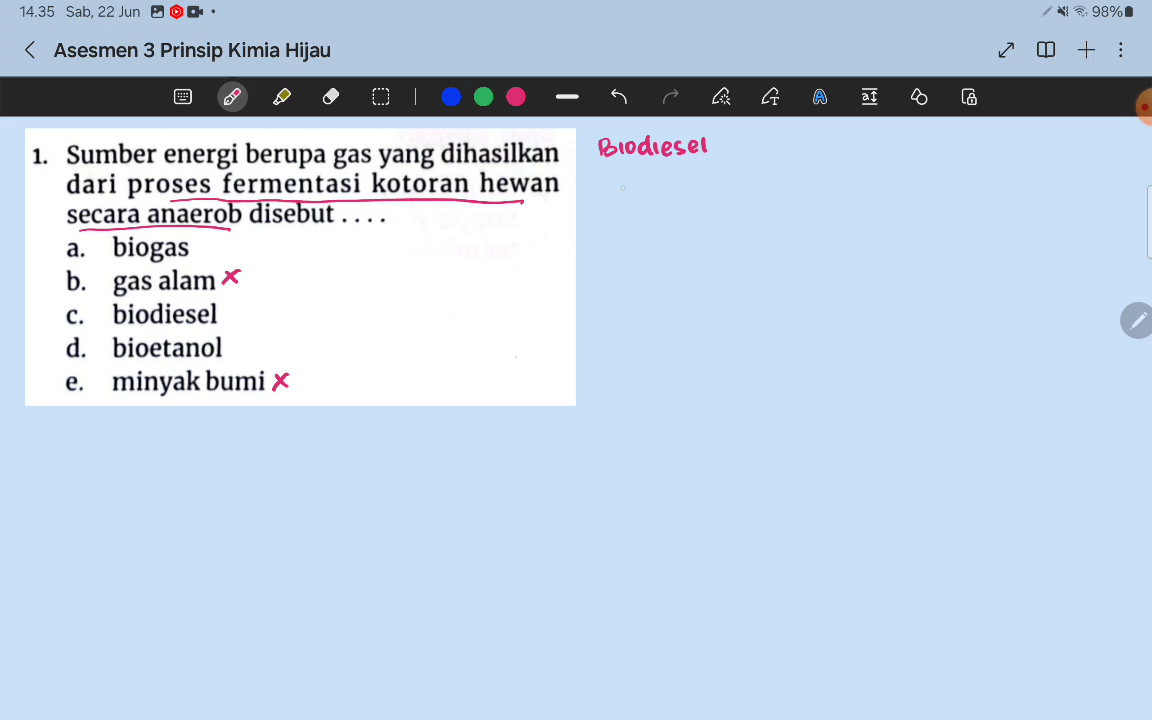 14.35 Sab, 22 Jun
98%
Asesmen 3 Prinsip Kimia Hijau
1. Sumber energi berupa gas yang dihasilkan
dari proses fermentasi kotoran hewan
secara anaerob disebut . . . .
a. biogas
b. gas alam
c. biodiesel
d. bioetanol
e. minyak bumi
Biodiesel